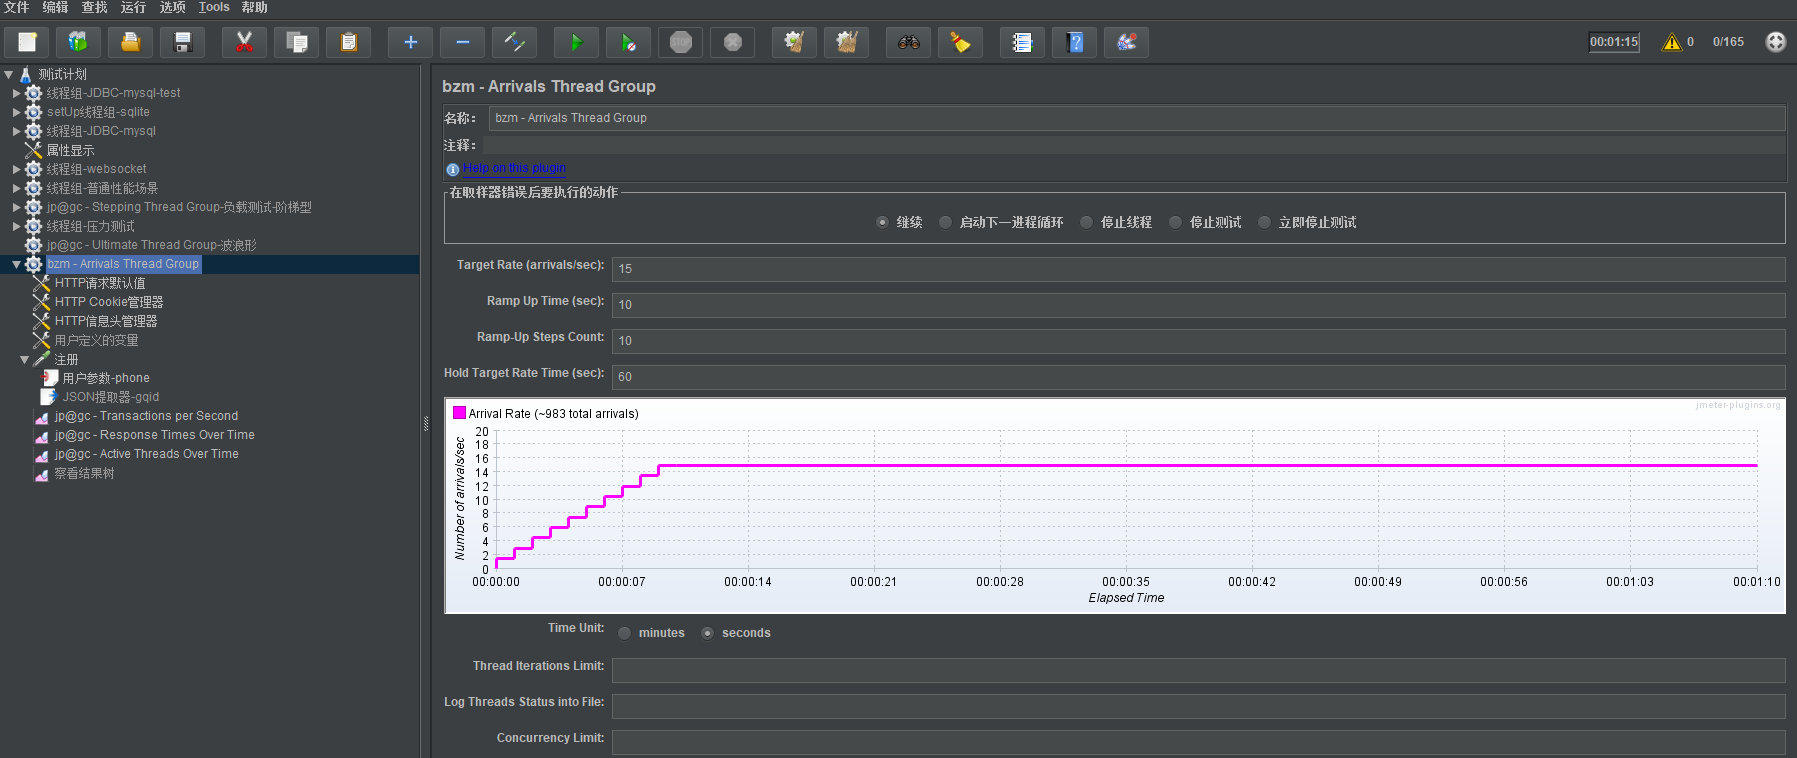 文件 编辑 查找 运行 选项 Tools 帮助
STOP
00:01:15 0 0/165
测试计划
线程组-JDBC-mysql-test
setUp线程组-sqlite
线程组-JDBC-mysql
属性显示
线程组-websocket
线程组-普通性能场景
jp@gc - Stepping Thread Group-负载测试-阶梯型
线程组-压力测试
jp@gc - Ultimate Thread Group-波浪形
bzm - Arrivals Thread Group
HTTP请求默认值
HTTP Cookie管理器
HTTP信息头管理器
用户定义的变量
注册
用户参数-phone
JSON提取器-gqid
jp@gc - Transactions per Second
jp@gc - Response Times Over Time
jp@gc - Active Threads Over Time
察看结果树
bzm - Arrivals Thread Group
名称： bzm - Arrivals Thread Group
注释：
Help on this plugin
在取样器错误后要执行的动作
继续 启动下一进程循环 停止线程 停止测试 立即停止测试
Target Rate (arrivals/sec): 15
Ramp Up Time (sec): 10
Ramp-Up Steps Count: 10
Hold Target Rate Time (sec): 60
Arrival Rate (~983 total arrivals)
jmeter-plugins.org
Number of arrivals/sec
20
18
16
14
12
10
8
6
4
2
0
00:00:00 00:00:07 00:00:14 00:00:21 00:00:28 00:00:35 00:00:42 00:00:49 00:00:56 00:01:03 00:01:10
Elapsed Time
Time Unit: minutes seconds
Thread Iterations Limit:
Log Threads Status into File:
Concurrency Limit: